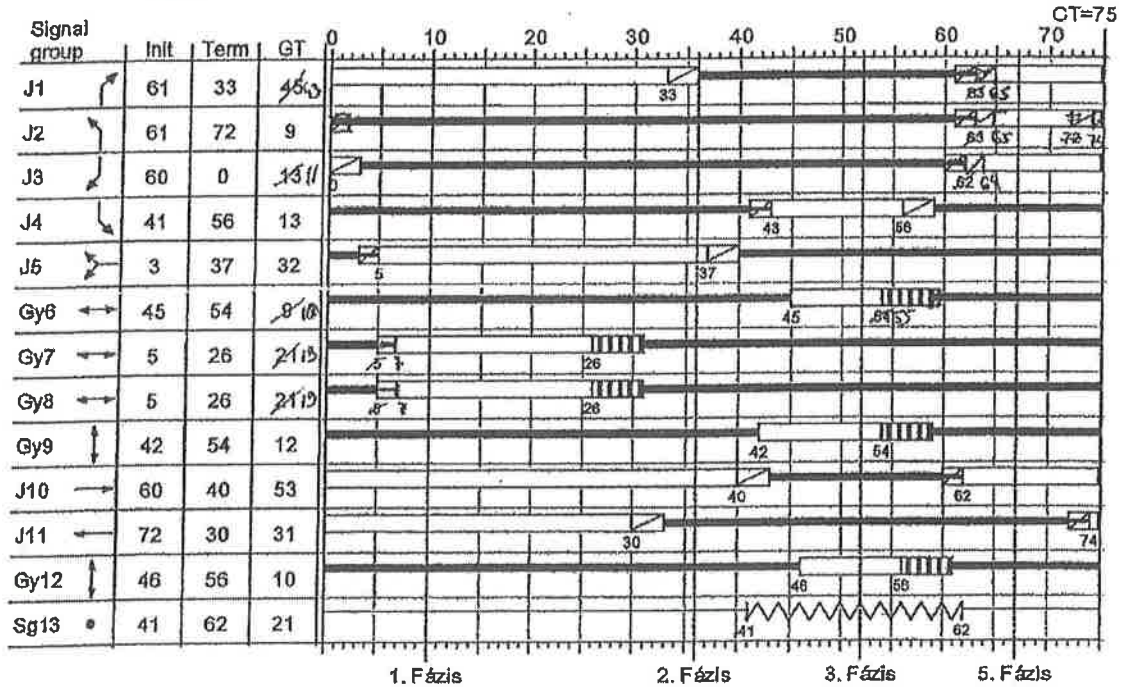 CT=75
Signal group Init Term GT 0 10 20 30 40 50 60 70
J1 61 33 33 65
J2 61 72 9 65
J3 60 0 0 62 64
J4 41 56 13 43 56
J5 3 37 32 5 37
Gy6 45 54 45 55
Gy7 5 26 5 7 26
Gy8 5 26 7 26
Gy9 42 54 12 42 54
J10 60 40 53 40 62
J11 72 30 31 30 74
Gy12 46 56 10 46 56
Sg13 41 62 21 41 62
1. Fázis 2. Fázis 3. Fázis 5. Fázis